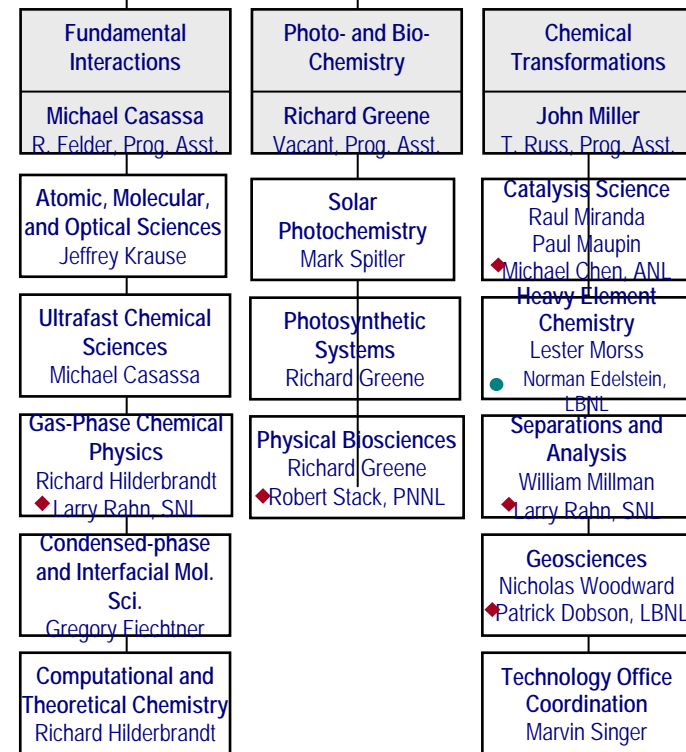 Fundamental
Interactions
Michael Casassa
R. Felder, Prog. Asst.
Atomic, Molecular,
and Optical Sciences
Jeffrey Krause
Ultrafast Chemical
Sciences
Michael Casassa
Gas-Phase Chemical
Physics
Richard Hilderbrandt
Larry Rahn, SNL
Condensed-phase
and Interfacial Mol.
Sci.
Gregory Fiechtner
Computational and
Theoretical Chemistry
Richard Hilderbrandt
Photo- and Bio-
Chemistry
Richard Greene
Vacant, Prog. Asst.
Solar
Photochemistry
Mark Spitler
Photosynthetic
Systems
Richard Greene
Physical Biosciences
Richard Greene
Robert Stack, PNNL
Chemical
Transformations
John Miller
T. Russ, Prog. Asst.
Catalysis Science
Raul Miranda
Paul Maupin
Michael Chen, ANL
Heavy Element
Chemistry
Lester Morss
Norman Edelstein,
LBNL
Separations and
Analysis
William Millman
Larry Rahn, SNL
Geosciences
Nicholas Woodward
Patrick Dobson, LBNL
Technology Office
Coordination
Marvin Singer